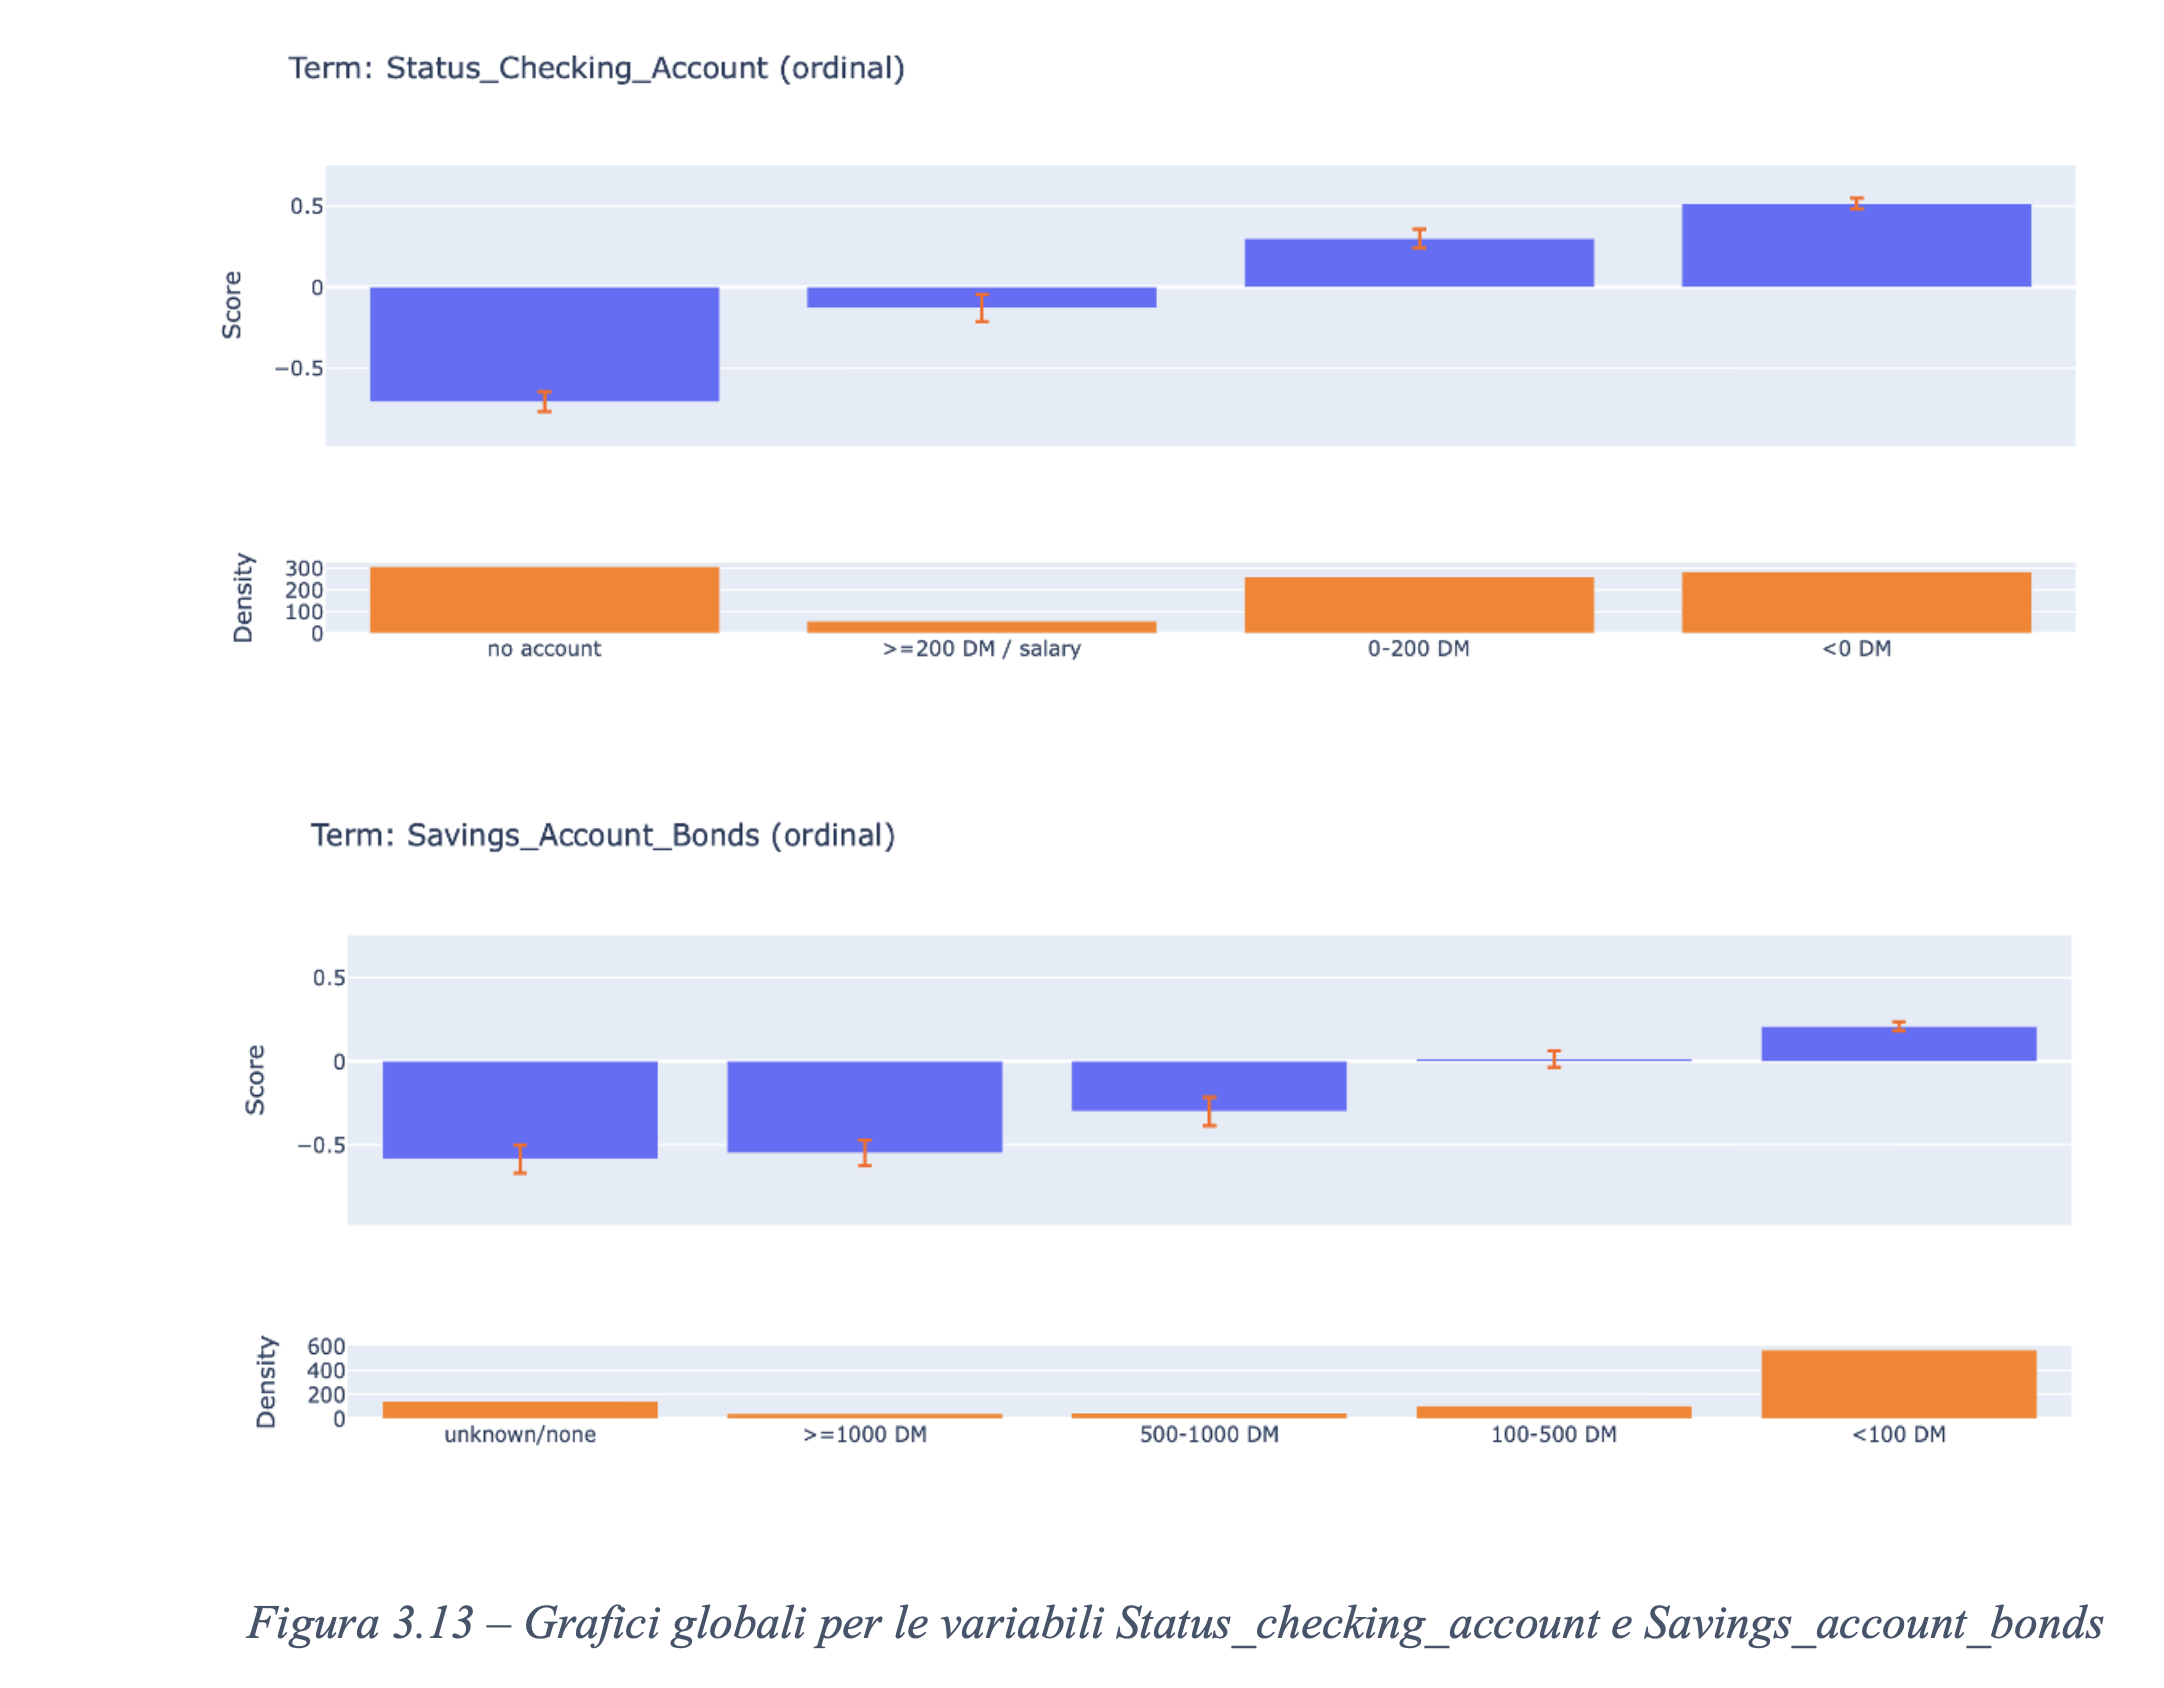 Term: Status_Checking_Account (ordinal)
0.5
0
−0.5
Score
300
200
100
0
Density
no account >=200 DM / salary 0-200 DM <0 DM
Term: Savings_Account_Bonds (ordinal)
0.5
0
−0.5
Score
600
400
200
0
Density
unknown/none >=1000 DM 500-1000 DM 100-500 DM <100 DM
Figura 3.13 – Grafici globali per le variabili Status_checking_account e Savings_account_bonds